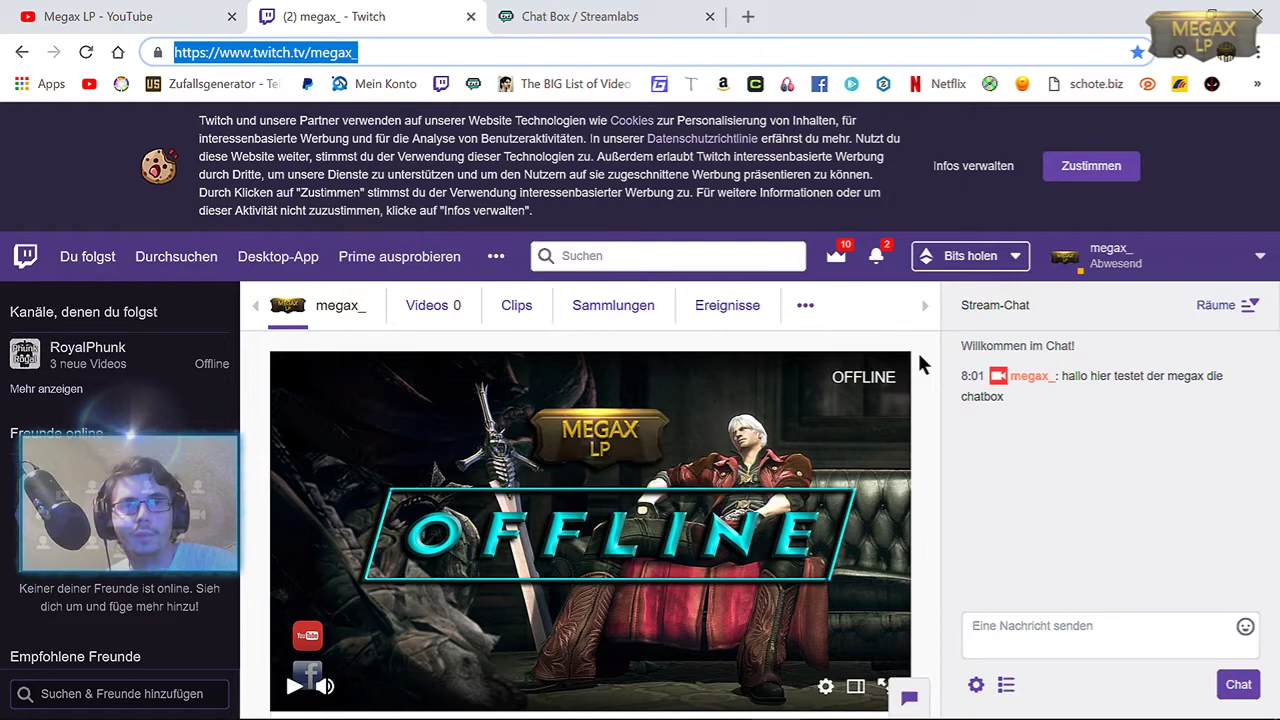 Megax LP - YouTube
(2) megax_ - Twitch
Chat Box / Streamlabs
https://www.twitch.tv/megax_
MEGAX
LP
Apps
Zufallsgenerator - Tei
Mein Konto
The BIG List of Video
Netflix
schote.biz
Twitch und unsere Partner verwenden auf unserer Website Technologien wie Cookies zur Personalisierung von Inhalten, für
interessenbasierte Werbung und für die Analyse von Benutzeraktivitäten. In unserer Datenschutzrichtlinie erfährst du mehr. Nutzt du
diese Website weiter, stimmst du der Verwendung dieser Technologien zu. Außerdem erlaubt Twitch interessenbasierte Werbung
durch Dritte, um unsere Dienste zu unterstützen und um den Nutzern auf sie zugeschnittene Werbung präsentieren zu können.
Durch Klicken auf "Zustimmen" stimmst du der Verwendung interessenbasierter Werbung zu. Für weitere Informationen oder um
dieser Aktivität nicht zuzustimmen, klicke auf "Infos verwalten".
Infos verwalten
Zustimmen
Du folgst
Durchsuchen
Desktop-App
Prime ausprobieren
Suchen
10
2
Bits holen
megax_
Abwesend
Kanäle, denen du folgst
RoyalPhunk
3 neue Videos
Offline
Mehr anzeigen
Freunde online
Keiner deiner Freunde ist online. Sieh
dich um und füge mehr hinzu!
Empfohlene Freunde
Suchen & Freunde hinzufügen
megax_
Videos 0
Clips
Sammlungen
Ereignisse
OFFLINE
MEGAX
LP
OFFLINE
YouTube
Stream-Chat
Räume
Willkommen im Chat!
8:01 megax_: hallo hier testet der megax die
chatbox
Eine Nachricht senden
Chat